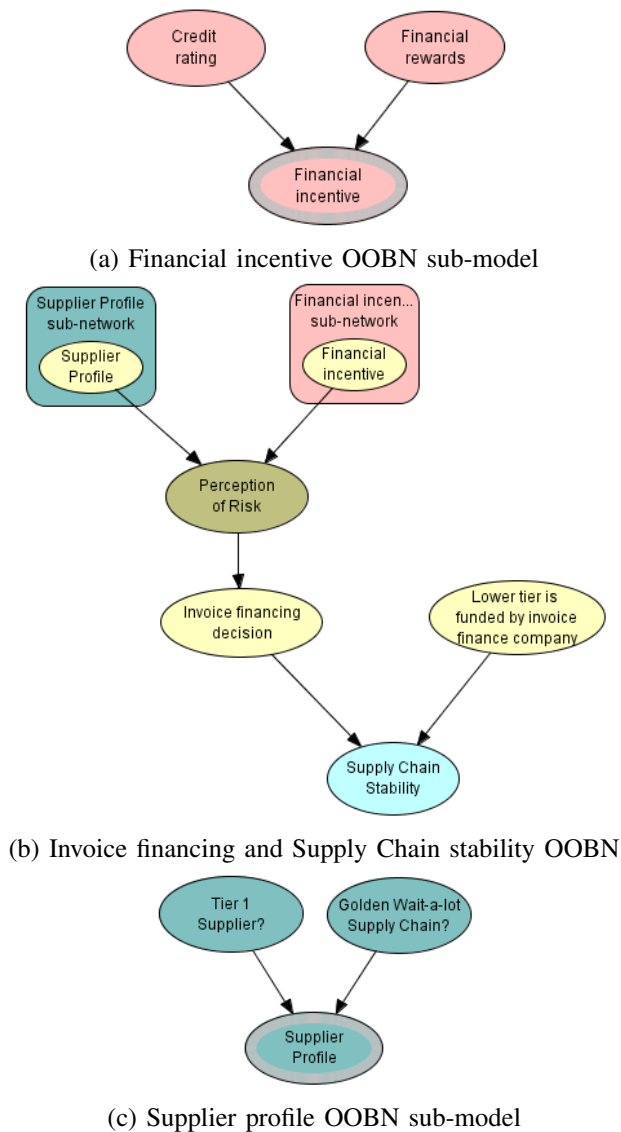 Credit
rating
Financial
rewards
Financial
incentive
(a) Financial incentive OOBN sub-model
Supplier Profile
sub-network
Supplier
Profile
Financial incen...
sub-network
Financial
incentive
Perception
of Risk
Invoice financing
decision
Lower tier is
funded by invoice
finance company
Supply Chain
Stability
(b) Invoice financing and Supply Chain stability OOBN
Tier 1
Supplier?
Golden Wait-a-lot
Supply Chain?
Supplier
Profile
(c) Supplier profile OOBN sub-model